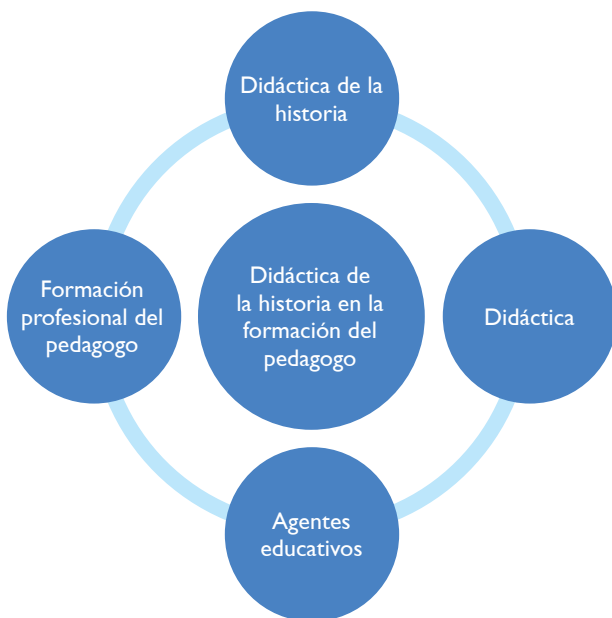 Didáctica de la
historia
Formación
profesional del
pedagogo
Didáctica de
la historia en la
formación del
pedagogo
Didáctica
Agentes
educativos